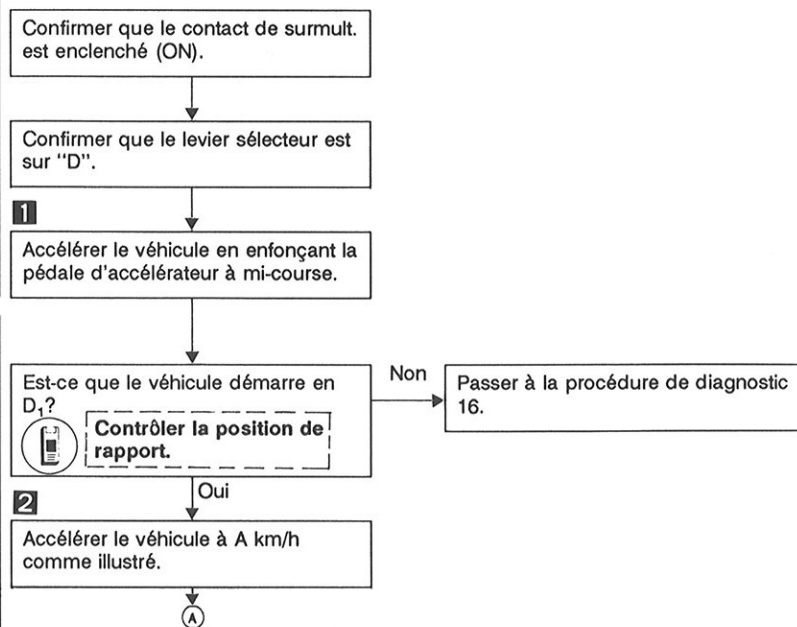 Confirmer que le contact de surmult.
est enclenché (ON).
Confirmer que le levier sélecteur est
sur "D".
1
Accélérer le véhicule en enfonçant la
pédale d'accélérateur à mi-course.
Est-ce que le véhicule démarre en
D₁?
Contrôler la position de
rapport.
Non
Passer à la procédure de diagnostic
16.
Oui
2
Accélérer le véhicule à A km/h
comme illustré.
A